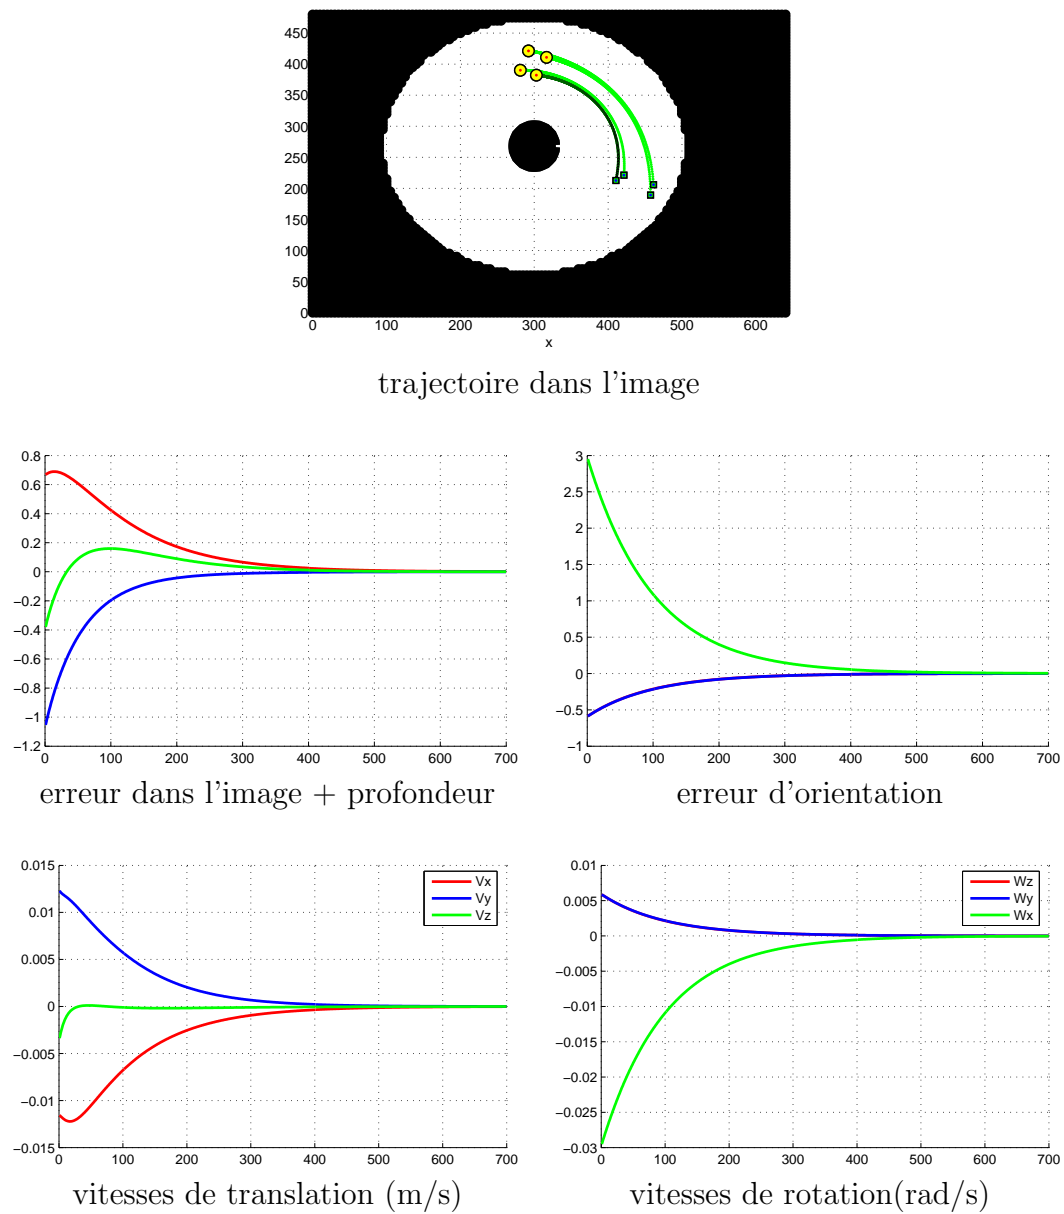 450
400
350
300
250
200
150
100
50
0
0 100 200 300 400 500 600
x
trajectoire dans l'image
0.8
0.6
0.4
0.2
0
−0.2
−0.4
−0.6
−0.8
−1
−1.2
0 100 200 300 400 500 600 700
erreur dans l'image + profondeur
3
2.5
2
1.5
1
0.5
0
−0.5
−1
0 100 200 300 400 500 600 700
erreur d'orientation
0.015
0.01
0.005
0
−0.005
−0.01
−0.015
0 100 200 300 400 500 600 700
Vx
Vy
Vz
vitesses de translation (m/s)
0.01
0.005
0
−0.005
−0.01
−0.015
−0.02
−0.025
−0.03
0 100 200 300 400 500 600 700
Wz
Wy
Wx
vitesses de rotation(rad/s)